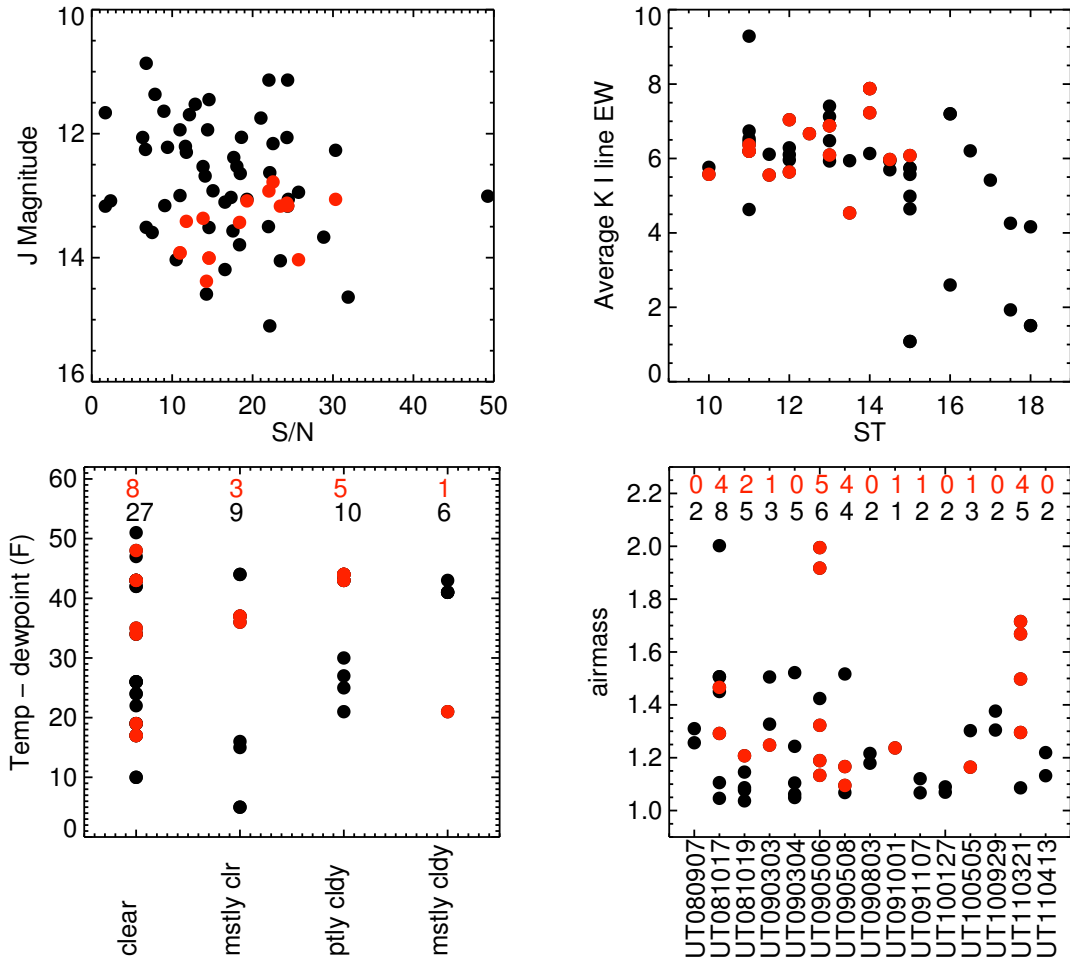 10
12
14
16
J Magnitude
0 10 20 30 40 50
S/N
10
8
6
4
2
0
Average K I line EW
10 12 14 16 18
ST
60
50
40
30
20
10
0
Temp – dewpoint (F)
8 3 5 1
27 9 10 6
clear
mstly clr
ptly cldy
mstly cldy
2.2
2.0
1.8
1.6
1.4
1.2
1.0
airmass
0 4 2 1 0 5 4 0 1 1 0 1 0 4 0
2 8 5 3 5 6 4 2 1 2 2 3 2 5 2
UT080907
UT081017
UT081019
UT090303
UT090304
UT090506
UT090508
UT090803
UT091001
UT091107
UT100127
UT100505
UT100929
UT110321
UT110413